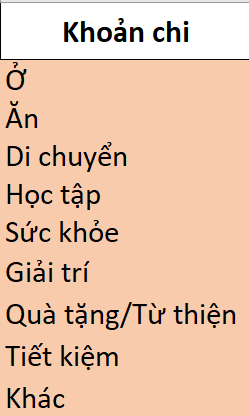 Khoản chi
Ở
Ăn
Di chuyển
Học tập
Sức khỏe
Giải trí
Quà tặng/Từ thiện
Tiết kiệm
Khác